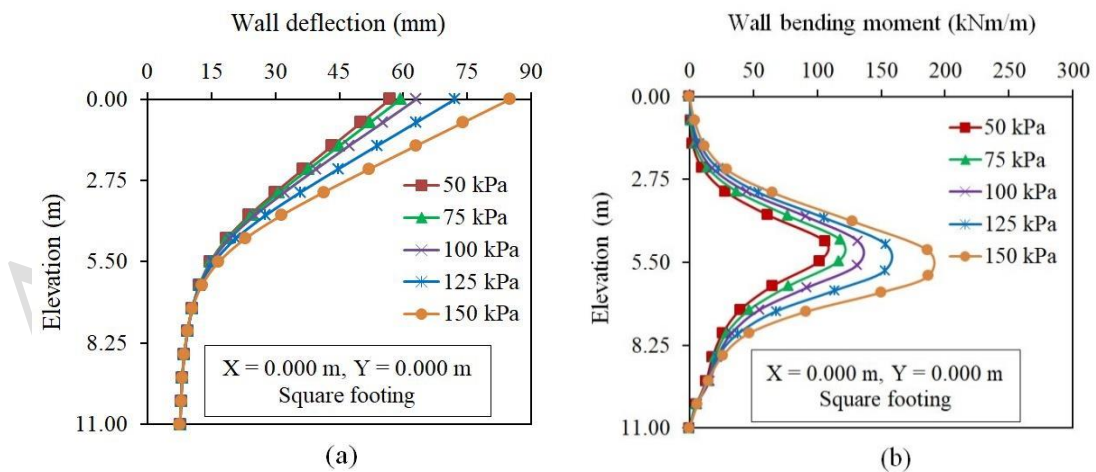 Wall deflection (mm)
0 15 30 45 60 75 90
0.00
2.75
5.50
8.25
11.00
Elevation (m)
50 kPa
75 kPa
100 kPa
125 kPa
150 kPa
X = 0.000 m, Y = 0.000 m
Square footing
(a)
Wall bending moment (kNm/m)
0 50 100 150 200 250 300
0.00
2.75
5.50
8.25
11.00
Elevation (m)
50 kPa
75 kPa
100 kPa
125 kPa
150 kPa
X = 0.000 m, Y = 0.000 m
Square footing
(b)